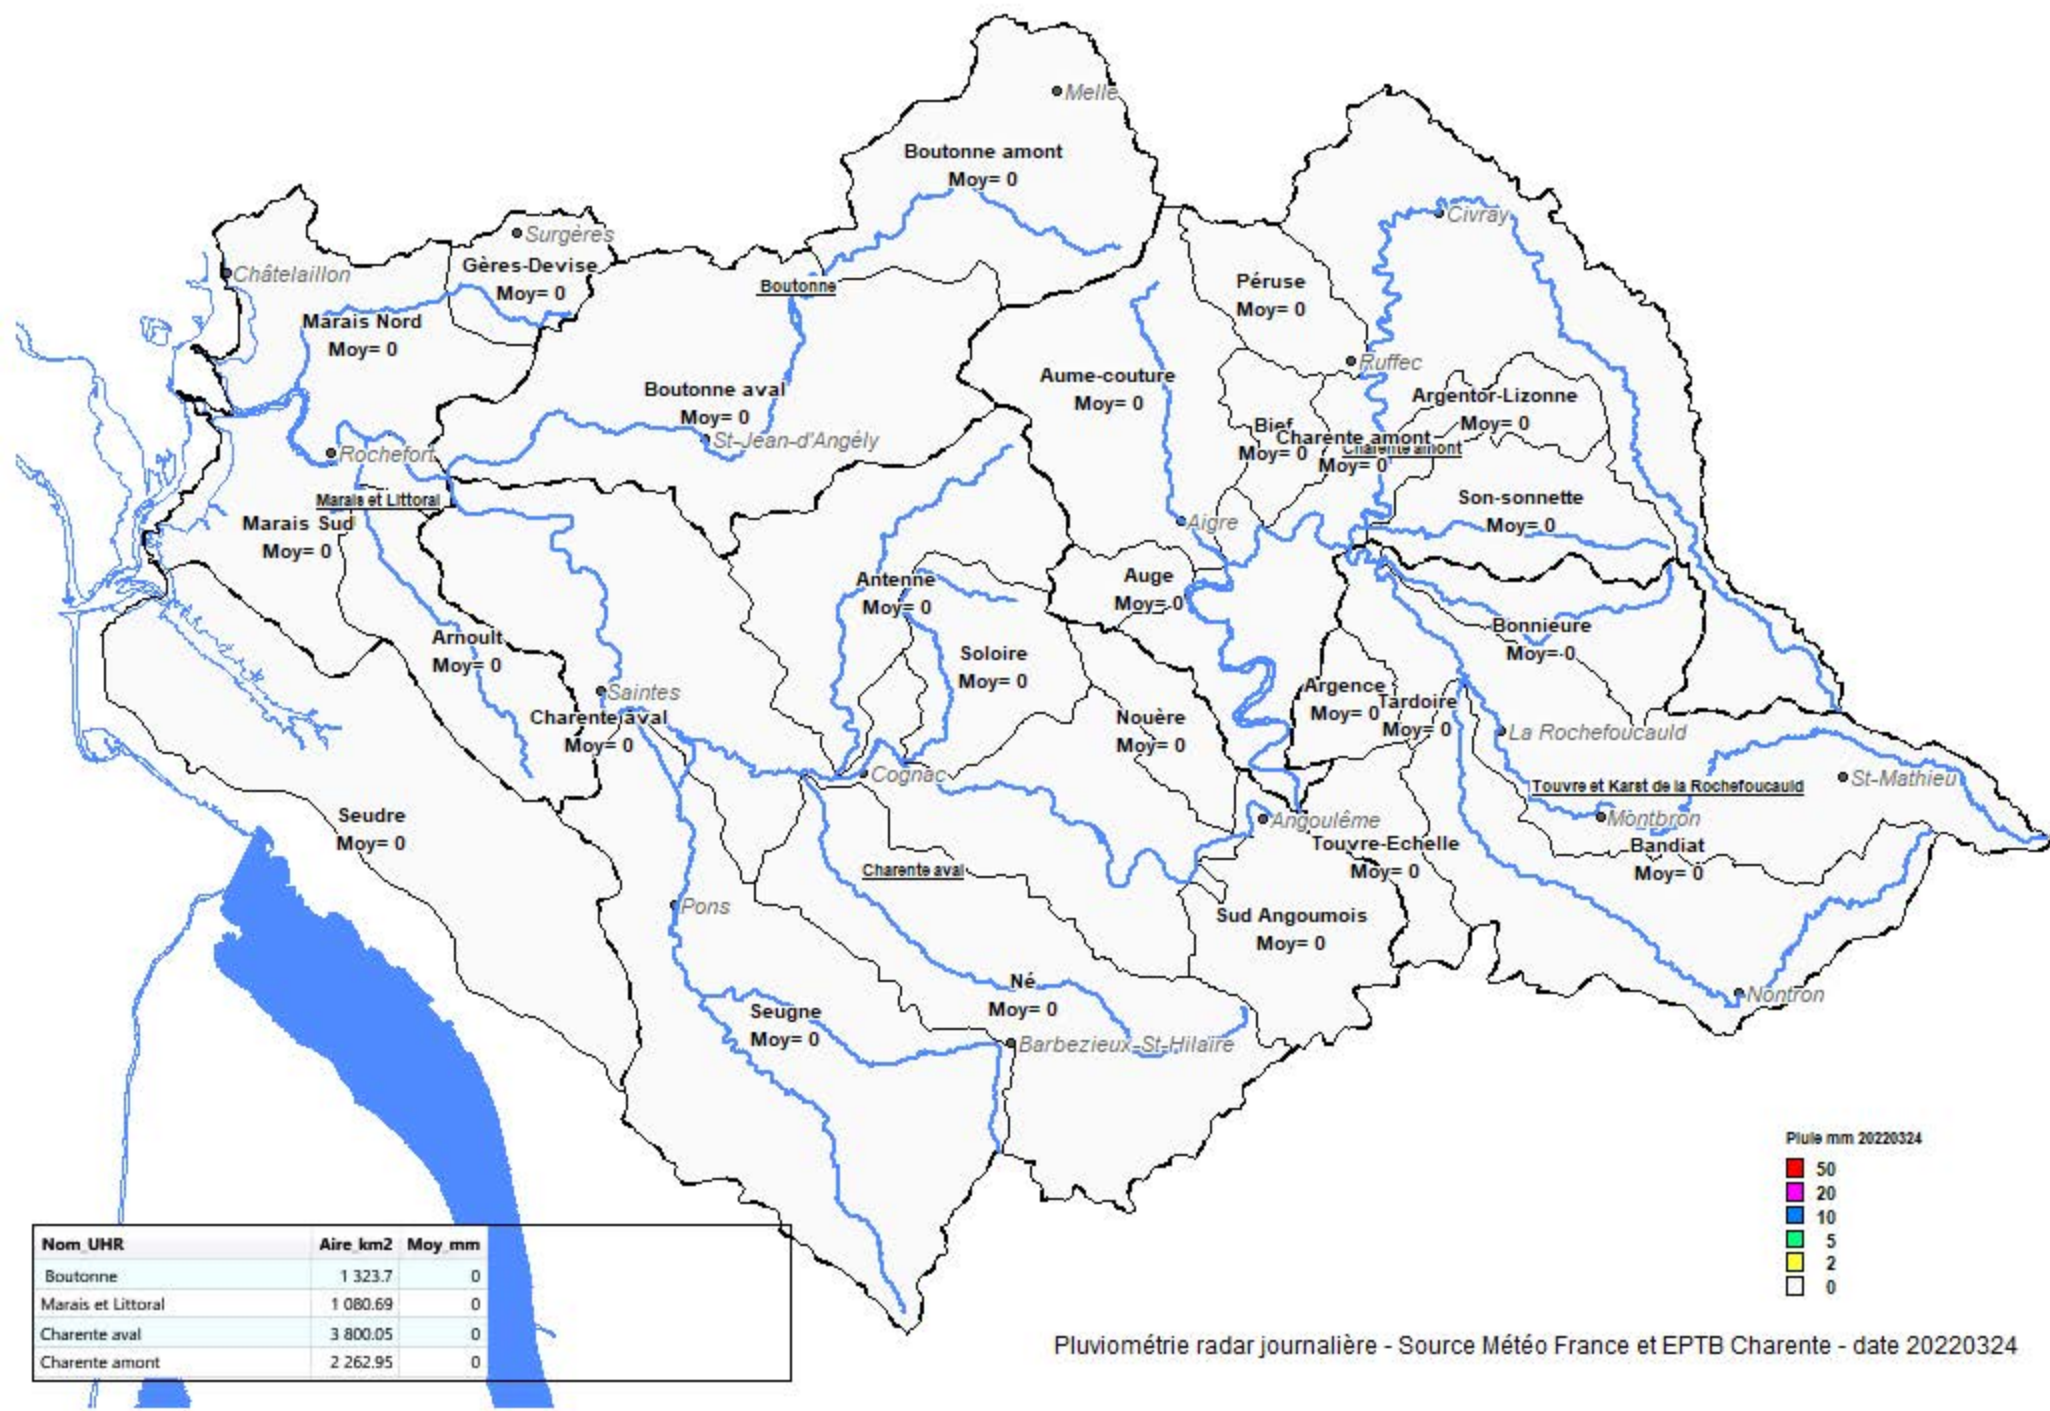 Melle
Boutonne amont
Moy= 0
Civray
Surgères
Châtelaillon
Gères-Devise
Moy= 0
Boutonne
Péruse
Moy= 0
Marais Nord
Moy= 0
Ruffec
Aume-couture
Moy= 0
Boutonne aval
Moy= 0
Argentor-Lizonne
Moy= 0
St-Jean-d'Angély
Bief
Moy= 0
Charente amont
Moy= 0
Charente amont
Rochefort
Marais et Littoral
Son-sonnette
Moy= 0
Marais Sud
Moy= 0
Aigre
Antenne
Moy= 0
Auge
Moy= 0
Bonnieure
Moy= 0
Arnoult
Moy= 0
Soloire
Moy= 0
Saintes
Argence
Moy= 0
Tardoire
Moy= 0
Charente aval
Moy= 0
Nouère
Moy= 0
La Rochefoucauld
Cognac
Touvre et Karst de la Rochefoucauld
St-Mathieu
Seudre
Moy= 0
Angoulême
Montbron
Touvre-Echelle
Moy= 0
Bandiat
Moy= 0
Charente aval
Pons
Sud Angoumois
Moy= 0
Né
Moy= 0
Nontron
Seugne
Moy= 0
Barbezieux-St-Hilaire
Pluie mm 20220324
50
20
10
5
2
0
Nom_UHR Aire_km2 Moy_mm
Boutonne 1 323.7 0
Marais et Littoral 1 080.69 0
Charente aval 3 800.05 0
Charente amont 2 262.95 0
Pluviométrie radar journalière - Source Météo France et EPTB Charente - date 20220324